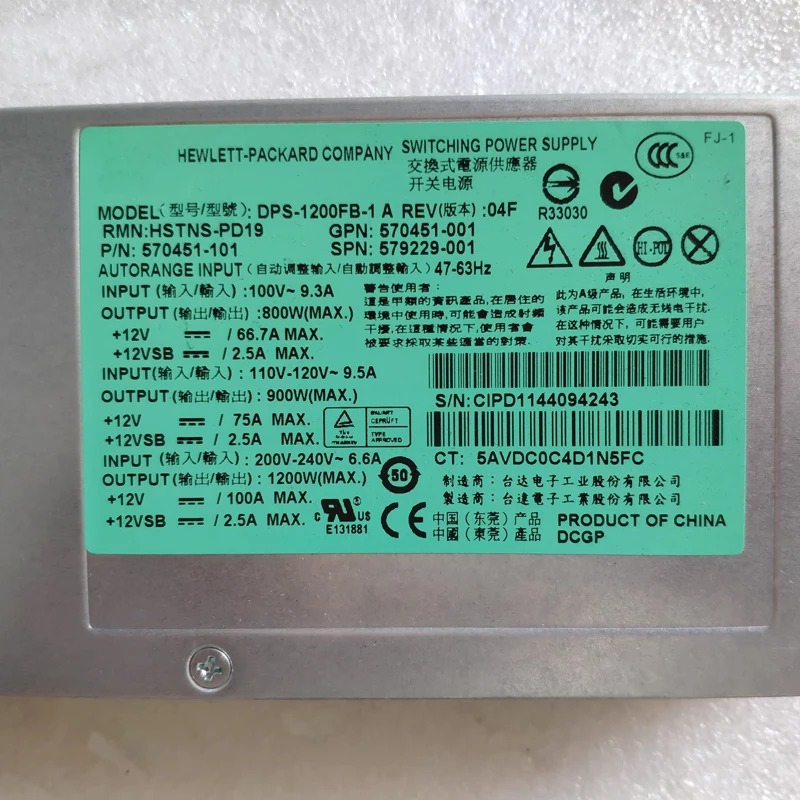 HEWLETT-PACKARD COMPANY SWITCHING POWER SUPPLY
交換式電源供應器
开关电源
FJ-1
R33030
MODEL(型号/型號): DPS-1200FB-1 A REV(版本):04F
RMN:HSTNS-PD19 GPN: 570451-001
P/N: 570451-101 SPN: 579229-001
HI-POT
AUTORANGE INPUT (自动调整输入/自動調整輸入) 47-63Hz
INPUT (输入/輸入) :100V~ 9.3A
OUTPUT (输出/輸出) :800W(MAX.)
+12V / 66.7A MAX.
+12VSB / 2.5A MAX.
INPUT(输入/輸入): 110V-120V~ 9.5A
OUTPUT (输出/輸出): 900W(MAX.)
+12V / 75A MAX.
+12VSB / 2.5A MAX.
INPUT (输入/輸入) : 200V-240V~ 6.6A
OUTPUT (输出/輸出): 1200W(MAX.)
+12V / 100A MAX.
+12VSB / 2.5A MAX.
警告使用者:
這是甲類的資訊產品,在居住的
環境中使用時,可能會造成射頻
干擾,在這種情況下,使用者會
被要求採取某些適當的對策.
声明
此为A级产品, 在生活环境中,
该产品可能会造成无线电干扰.
在这种情况下, 可能需要用户
对其干扰采取切实可行的措施.
S/N: CIPD1144094243
CT: 5AVDC0C4D1N5FC
TYPE
APPROVED
50
制造商: 台达电子工业股份有限公司
製造商: 台達電子工業股份有限公司
c RU US
E131881
CE
中国(东莞)产品
中國(東莞)產品
PRODUCT OF CHINA
DCGP